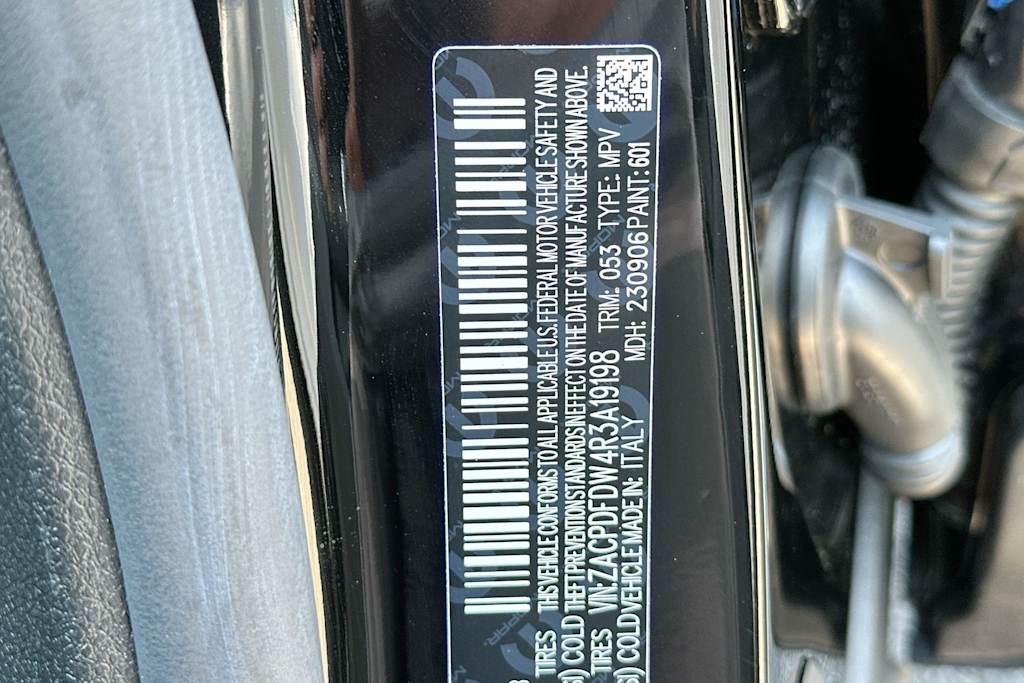 TIRES THIS VEHICLE CONFORMS TO ALL APPLICABLE U.S. FEDERAL MOTOR VEHICLE SAFETY AND
COLD THEFT PREVENTION STANDARDS IN EFFECT ON THE DATE OF MANUFACTURE SHOWN ABOVE.
TIRES VIN: ZACPDFDW4R3A19198 TRIM: 053 TYPE: MPV
COLD VEHICLE MADE IN: ITALY MDH: 230906 PAINT: 601
MOPAR